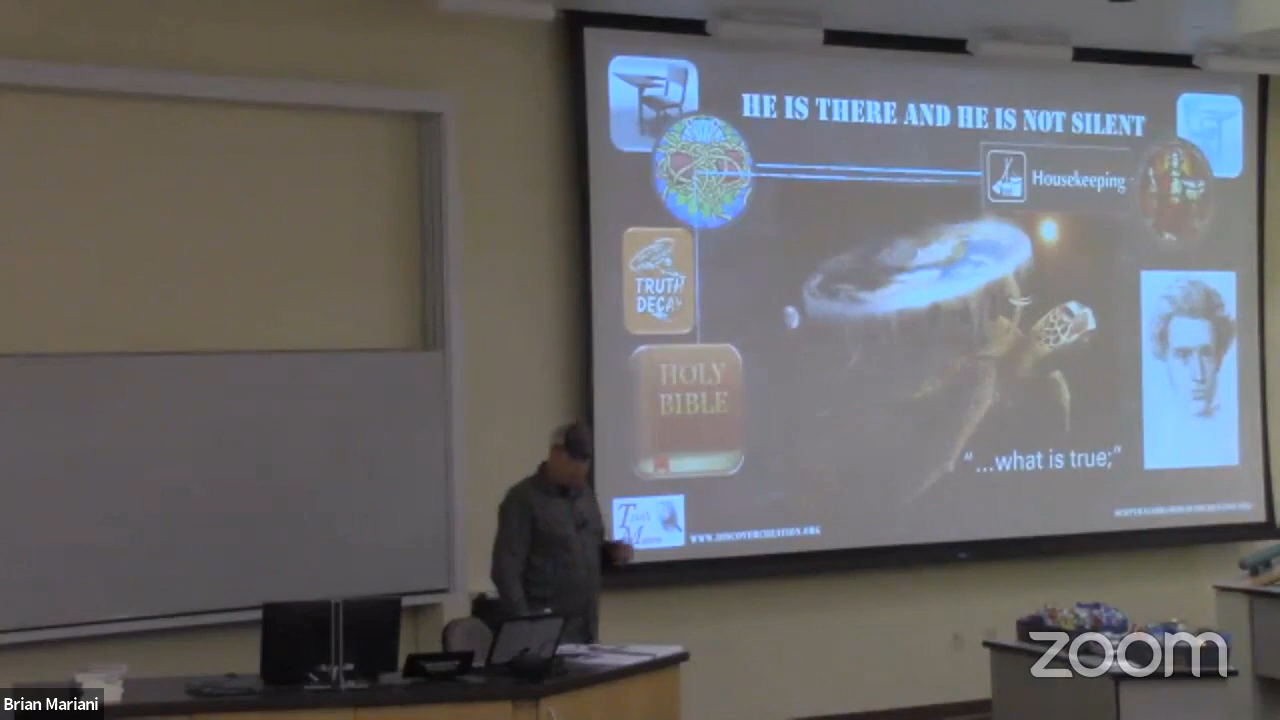 HE IS THERE AND HE IS NOT SILENT
Housekeeping
TRUTH
DECAY
HOLY
BIBLE
"...what is true;"
WWW.DISCOVERCREATION.ORG
zoom
Brian Mariani